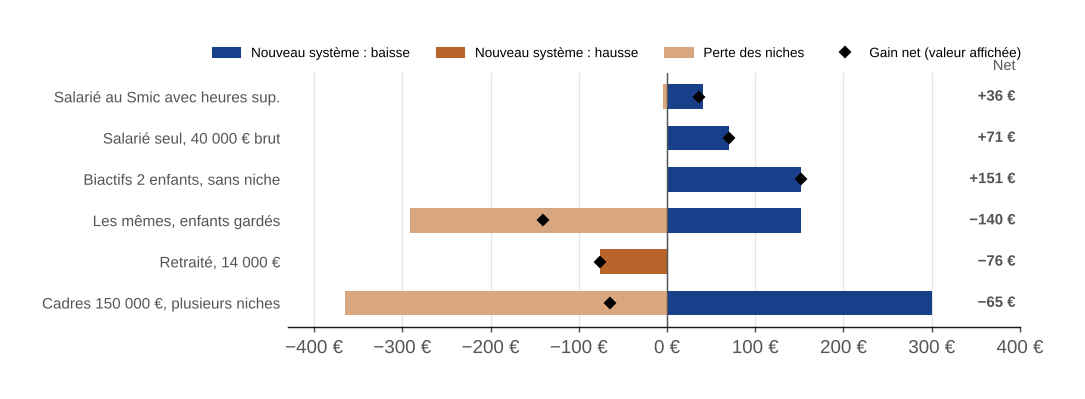 Nouveau système : baisse
Nouveau système : hausse
Perte des niches
Gain net (valeur affichée)
Net
Salarié au Smic avec heures sup.
+36 €
Salarié seul, 40 000 € brut
+71 €
Biactifs 2 enfants, sans niche
+151 €
Les mêmes, enfants gardés
−140 €
Retraité, 14 000 €
−76 €
Cadres 150 000 €, plusieurs niches
−65 €
−400 € −300 € −200 € −100 € 0 € 100 € 200 € 300 € 400 €